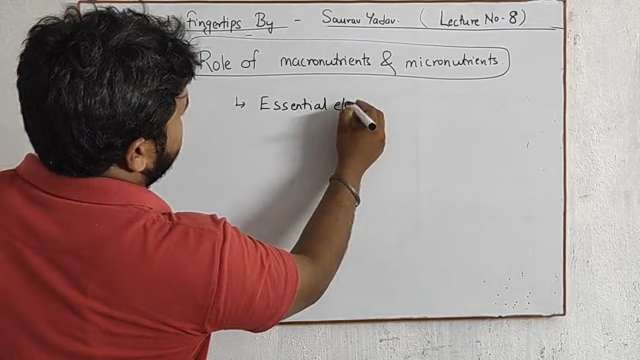 fingertips By - Saurav Yadav. (Lecture No-8)
Role of macronutrients & micronutrients.
↳ Essential ele